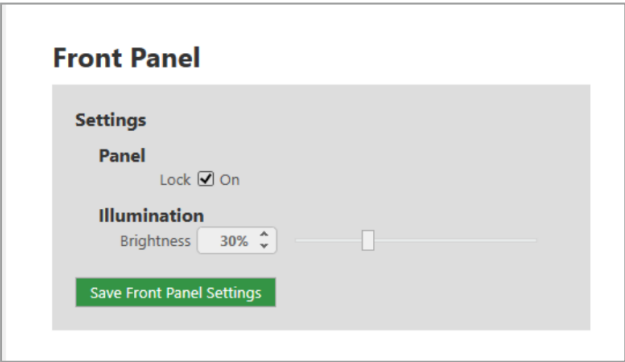 Front Panel
Settings
Panel
Lock On
Illumination
Brightness 30%
Save Front Panel Settings